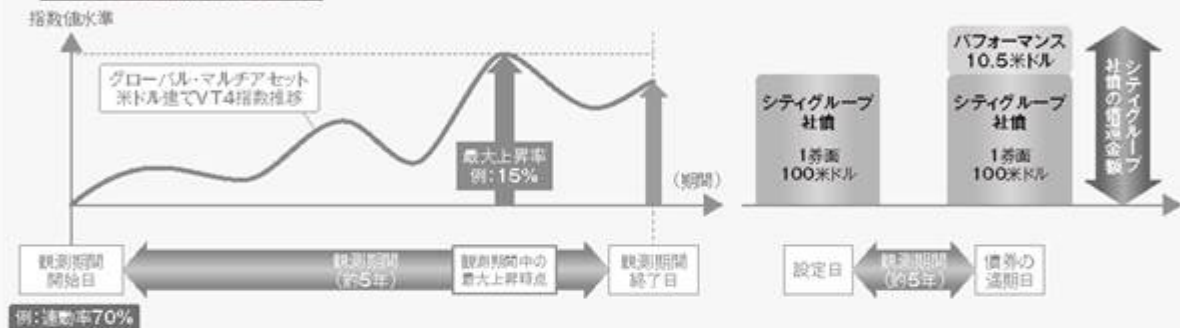 指数値水準
グローバル・マルチアセット
米ドル建てVT4指数推移
最大上昇率
例：15%
（期間）
観測期間
開始日
観測期間
（約5年）
観測期間中の
最大上昇時点
観測期間
終了日
例：連動率70%
シティグループ
社債
1券面
100米ドル
パフォーマンス
10.5米ドル
シティグループ
社債
1券面
100米ドル
シティグループ
社債の償還金額
設定日
観測期間
（約5年）
債券の
満期日